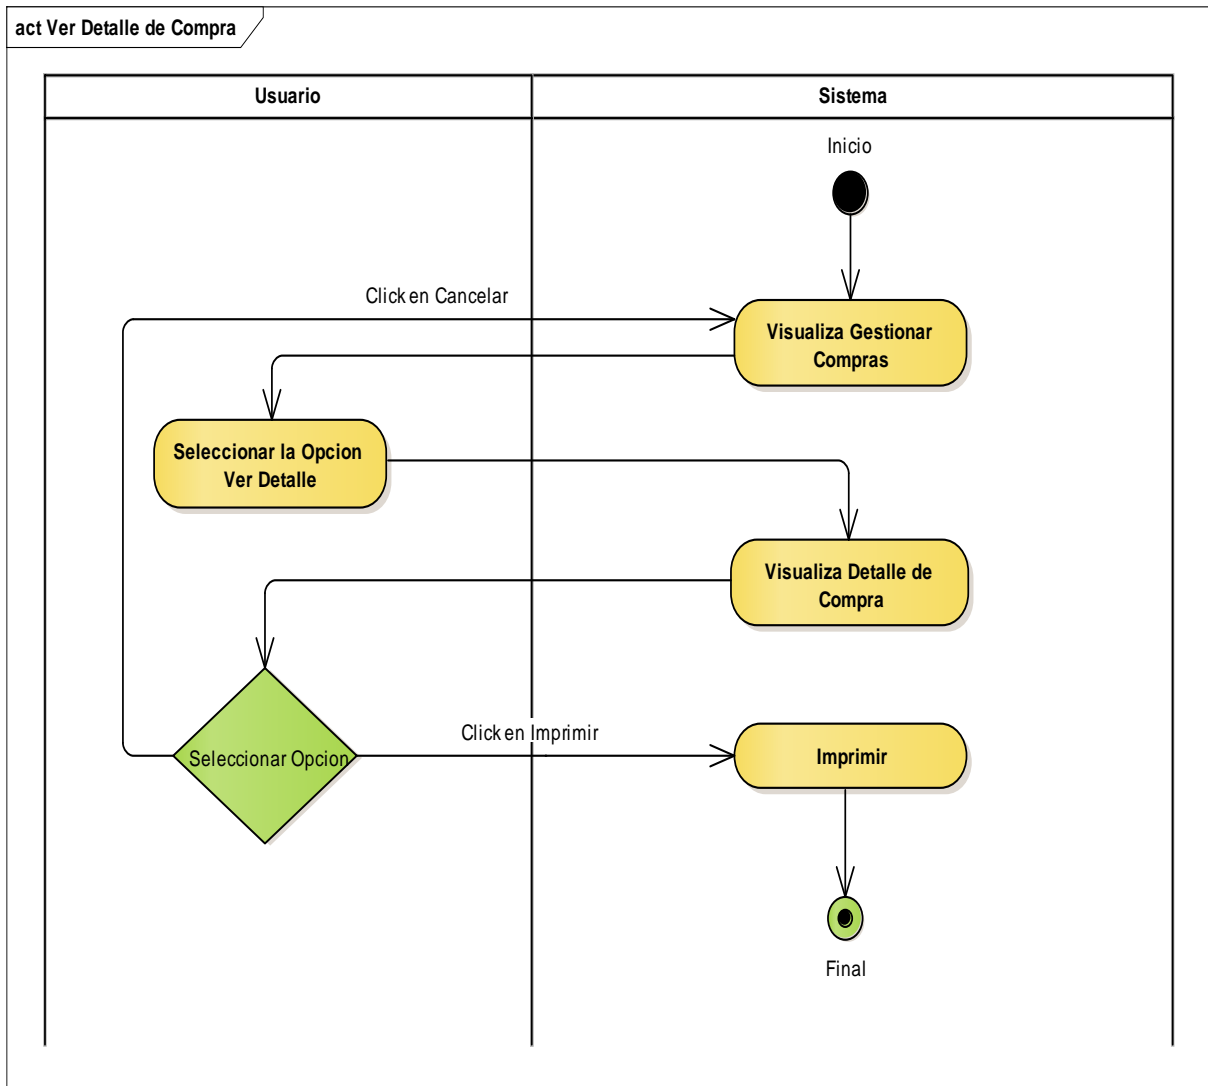 act Ver Detalle de Compra
Usuario
Sistema
Inicio
Click en Cancelar
Visualiza Gestionar
Compras
Seleccionar la Opcion
Ver Detalle
Visualiza Detalle de
Compra
Click en Imprimir
Seleccionar Opcion
Imprimir
Final